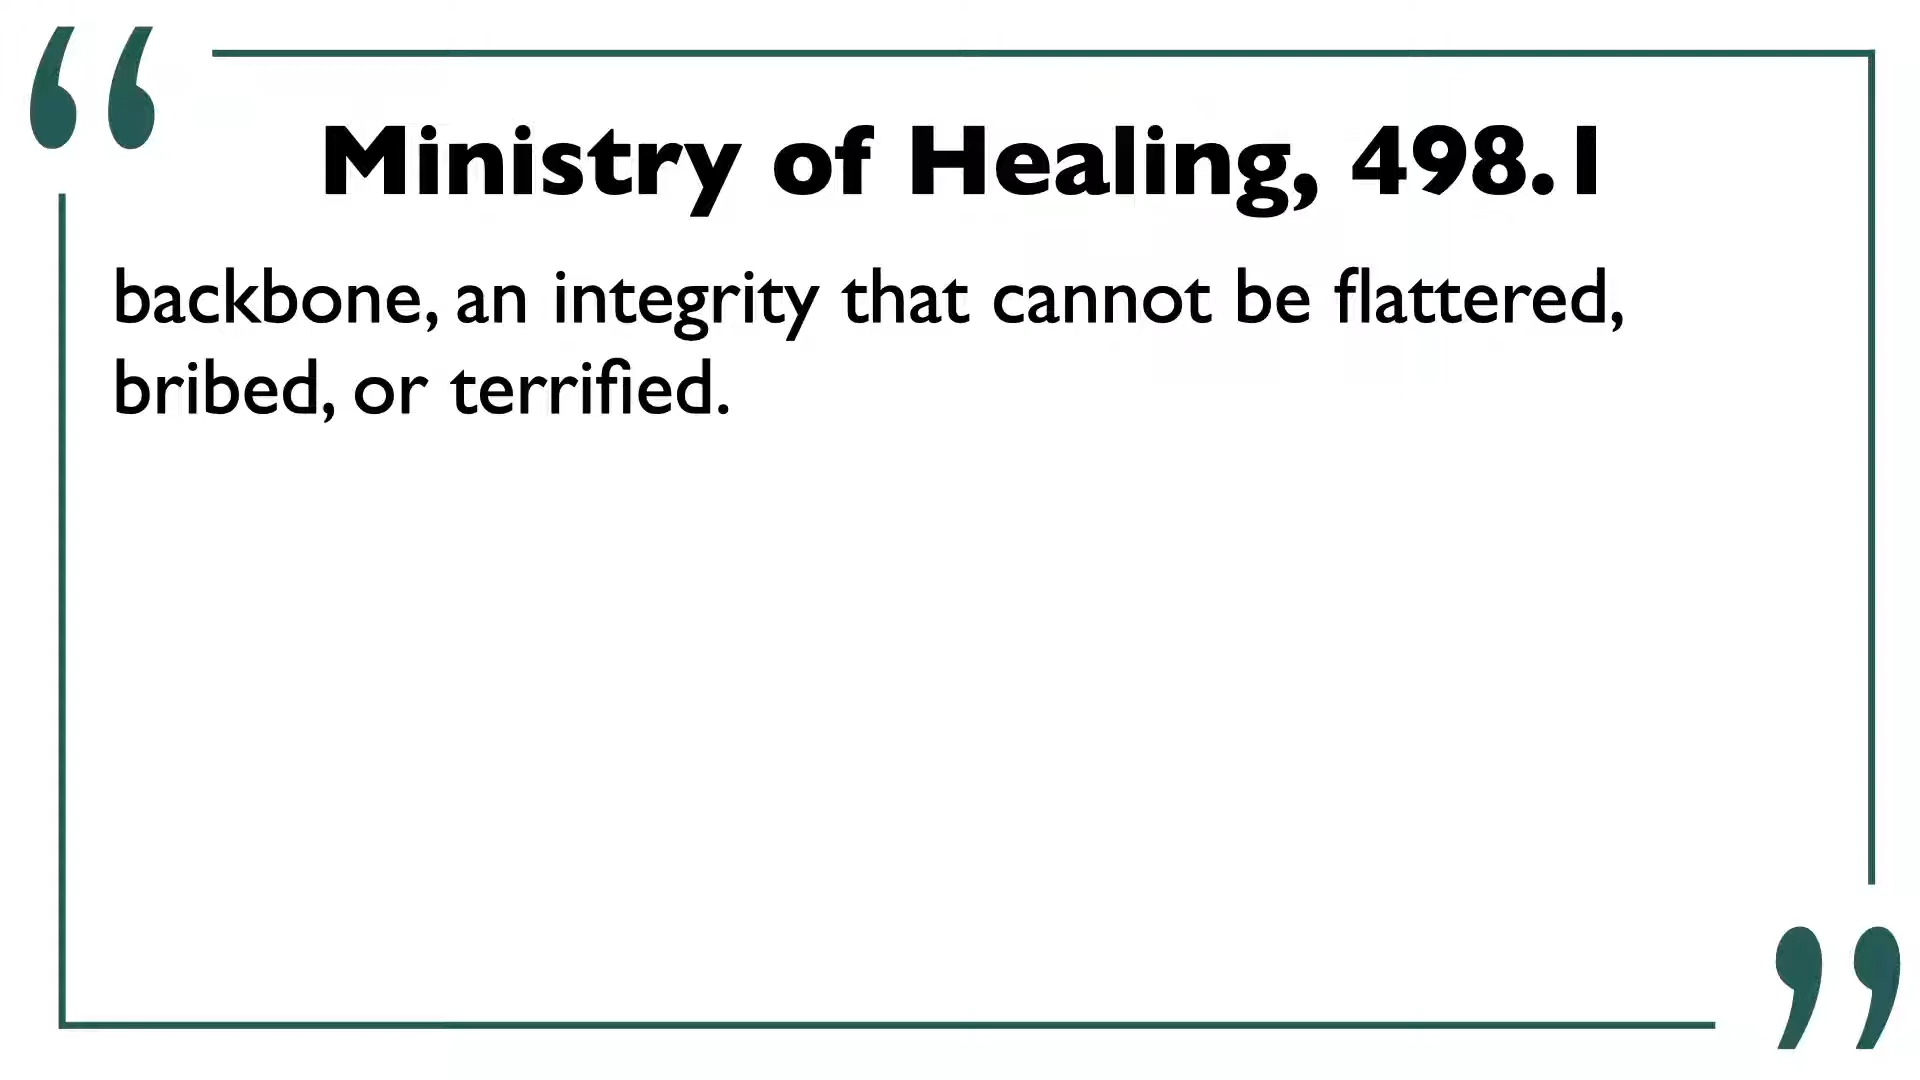 Ministry of Healing, 498.1
backbone, an integrity that cannot be flattered,
bribed, or terrified.